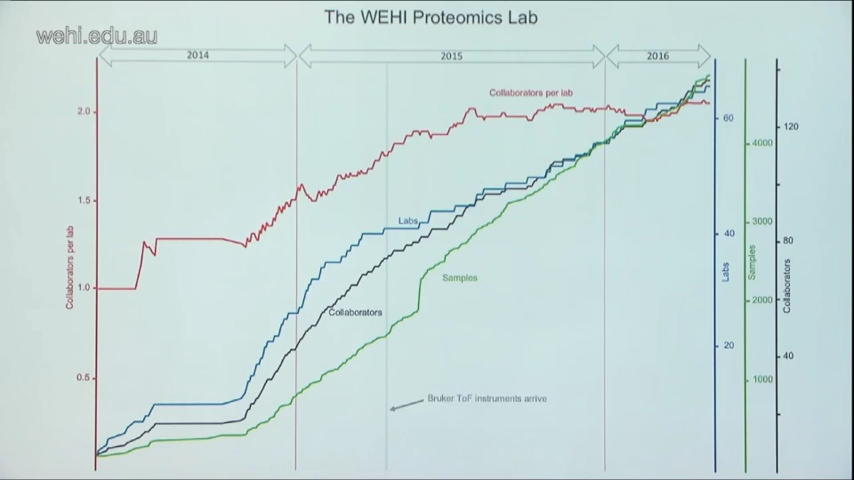 The WEHI Proteomics Lab
wehi.edu.au
2014
2015
2016
Collaborators per lab
2.0
1.5
1.0
0.5
Collaborators per lab
Labs
Collaborators
Samples
Bruker ToF instruments arrive
60
40
20
Labs
4000
3000
2000
1000
Samples
120
80
40
Collaborators